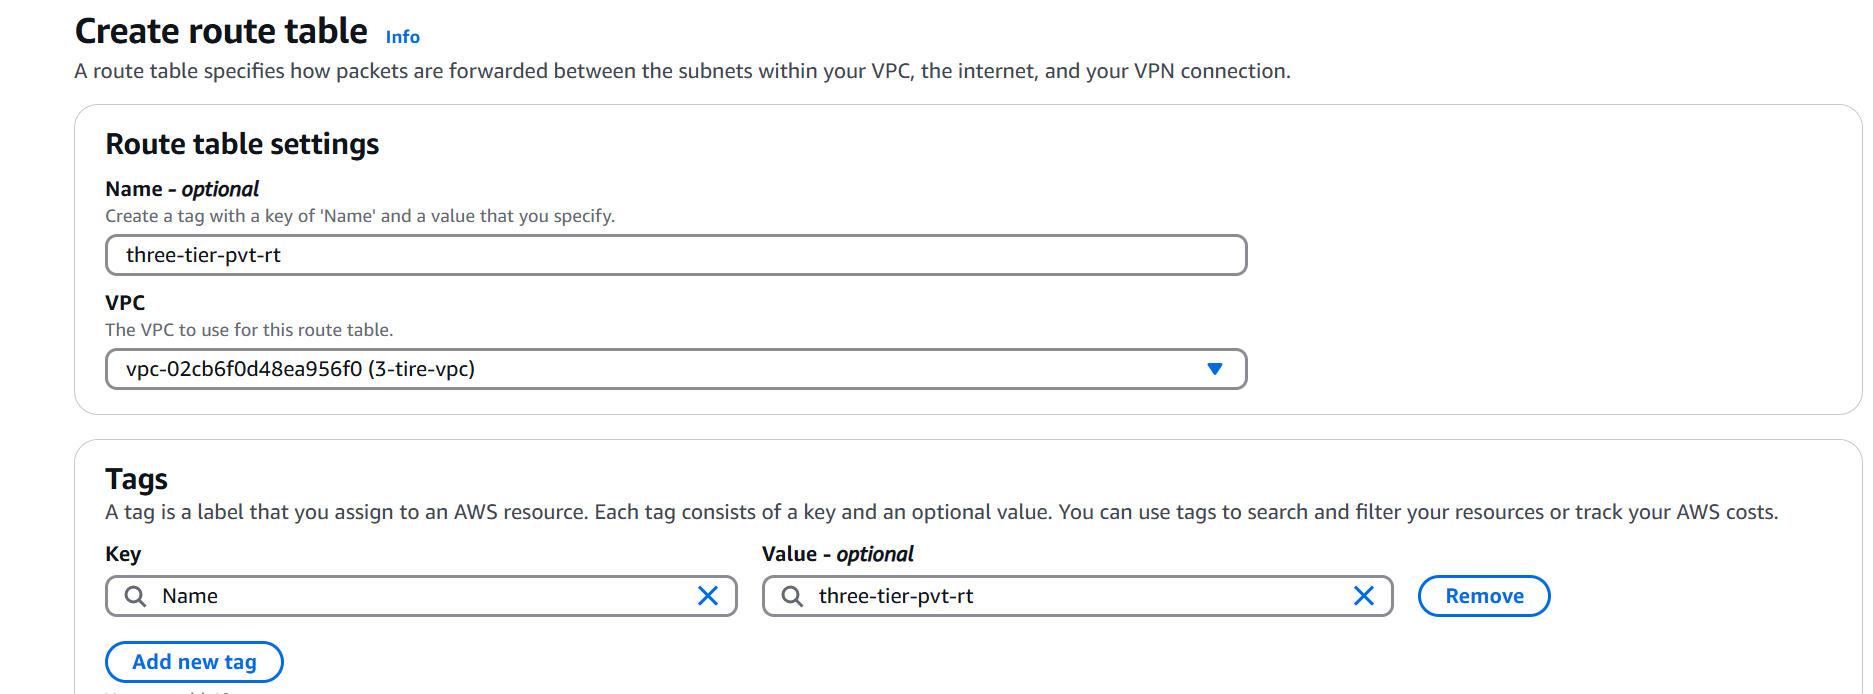 Create route table Info
A route table specifies how packets are forwarded between the subnets within your VPC, the internet, and your VPN connection.
Route table settings
Name - optional
Create a tag with a key of 'Name' and a value that you specify.
three-tier-pvt-rt
VPC
The VPC to use for this route table.
vpc-02cb6f0d48ea956f0 (3-tire-vpc)
Tags
A tag is a label that you assign to an AWS resource. Each tag consists of a key and an optional value. You can use tags to search and filter your resources or track your AWS costs.
Key Value - optional
Name three-tier-pvt-rt Remove
Add new tag